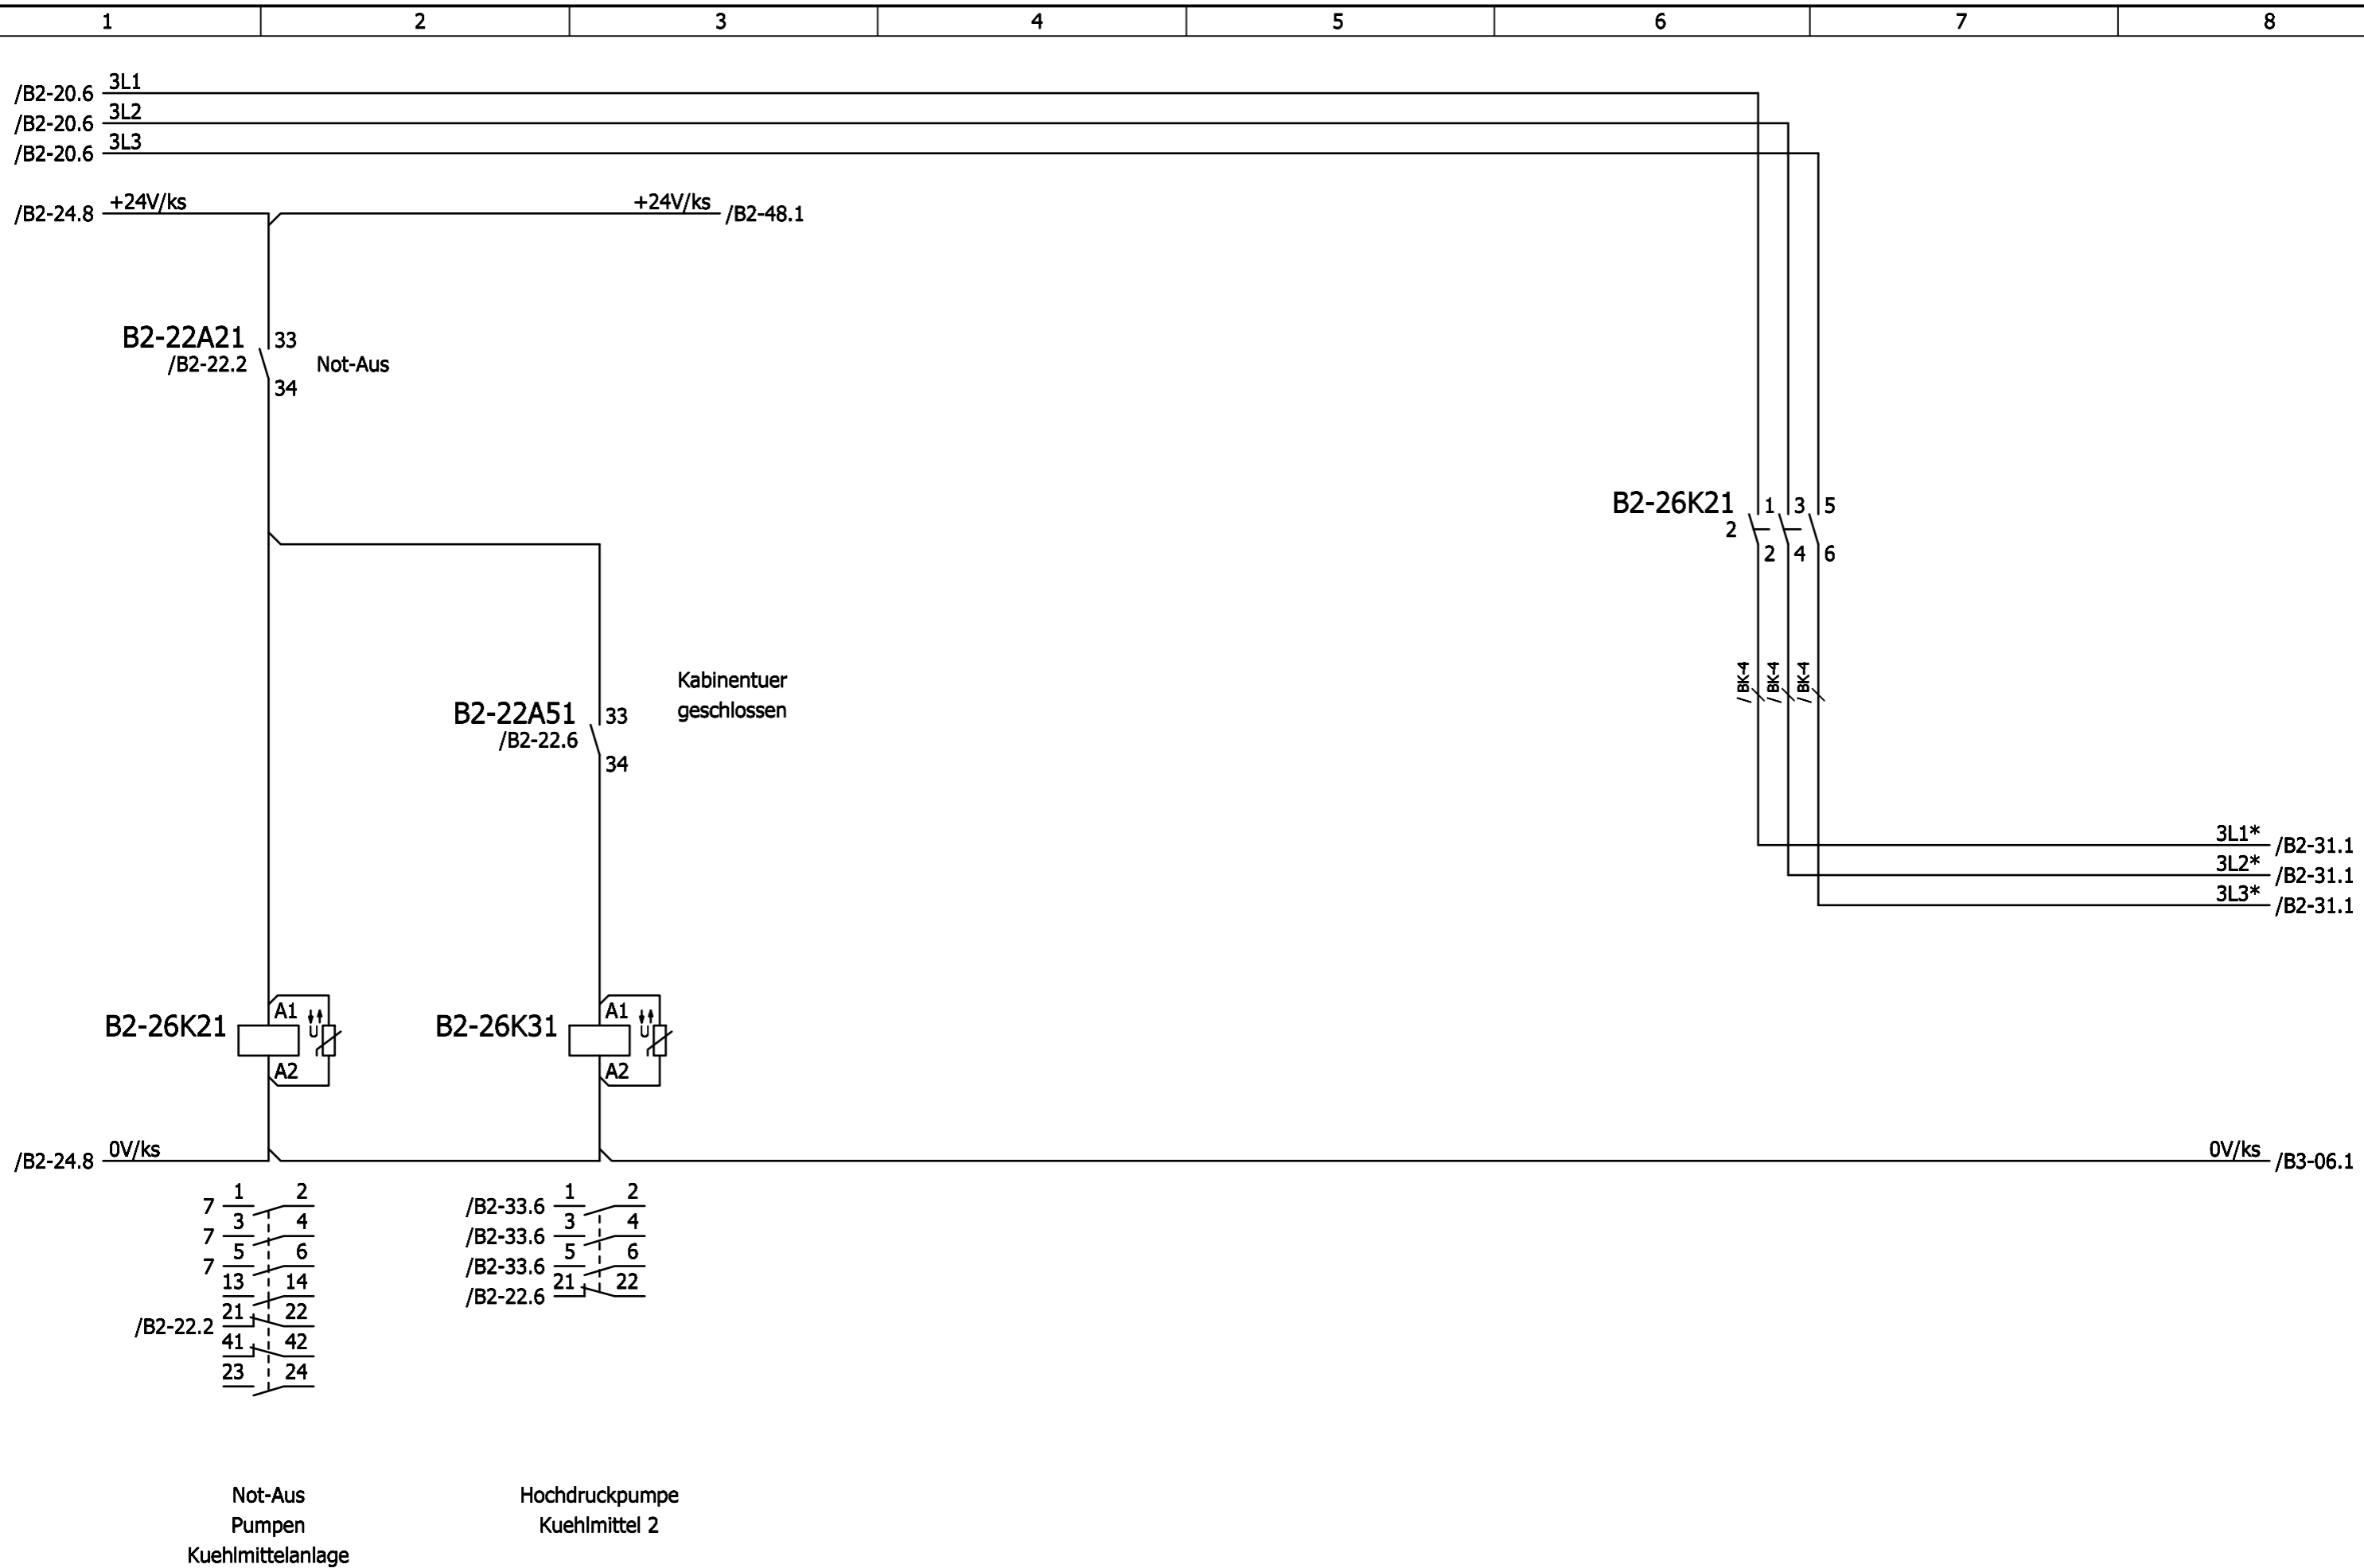 1 2 3 4 5 6 7 8
/B2-20.6 3L1
/B2-20.6 3L2
/B2-20.6 3L3
/B2-24.8 +24V/ks +24V/ks /B2-48.1
B2-22A21 33
/B2-22.2 Not-Aus
34
B2-26K21 1 3 5
2
2 4 6
/BK-4 /BK-4 /BK-4
Kabinentuer
geschlossen
B2-22A51 33
/B2-22.6
34
3L1* /B2-31.1
3L2* /B2-31.1
3L3* /B2-31.1
A1 A1
B2-26K21 U B2-26K31 U
A2 A2
/B2-24.8 0V/ks 0V/ks /B3-06.1
1 2
7
3 4
7
5 6
7
13 14
21 22
/B2-22.2
41 42
23 24
1 2
/B2-33.6
3 4
/B2-33.6
5 6
/B2-33.6
21 22
/B2-22.6
Not-Aus
Pumpen
Kuehlmittelanlage
Hochdruckpumpe
Kuehlmittel 2